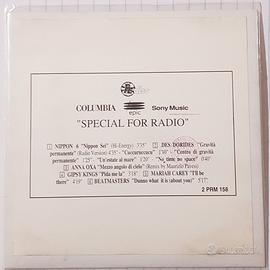 COLUMBIA epic Sony Music
"SPECIAL FOR RADIO"
1 NIPPON 6 "Nippon Sei" (Hi-Energy) 3'35" 2 DES DORIDES "Gravità
permanente" (Radio Version) 4'35" - "Cuccuruccucu" 1'30" - "Centro di gravità
permanente" 1'25" - "Un'estate al mare" 1'20" - "No time no space" 0'40"
3 ANNA OXA "Mezzo angolo di cielo" (Remix by Maurizio Pavesi)
4 GIPSY KINGS "Pida me la" 3'18" 5 MARIAH CAREY "I'll be
there" 4'19" 6 BEATMASTERS "Dunno what it is (about you)" 5'17"
2 PRM 158
subito